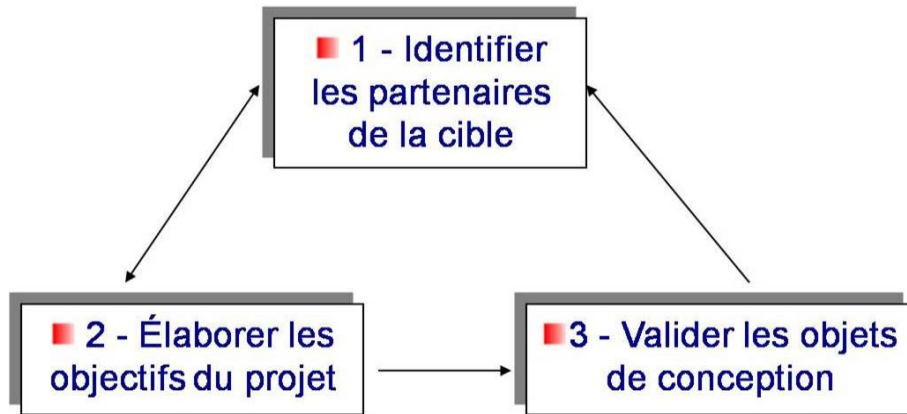 1 - Identifier
les partenaires
de la cible
2 - Élaborer les
objectifs du projet
3 - Valider les objets
de conception